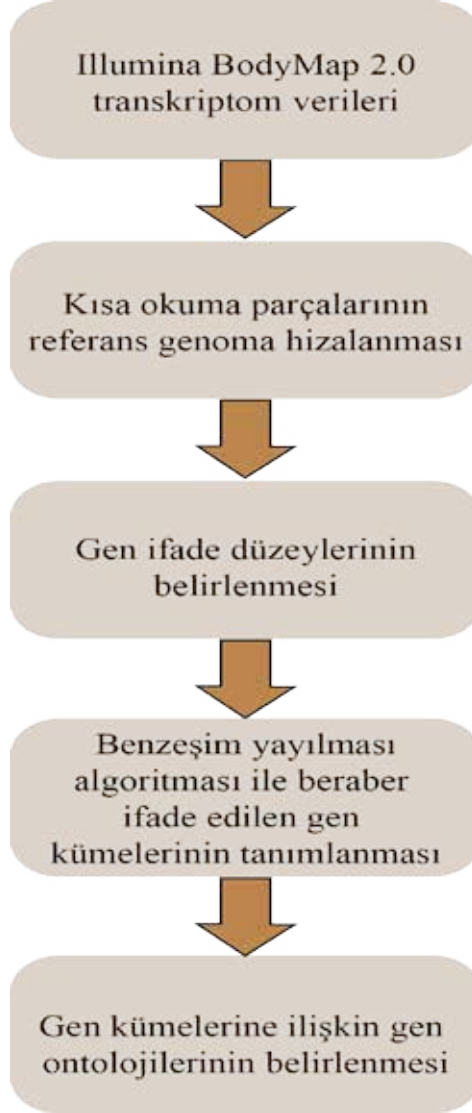 Illumina BodyMap 2.0
transkriptom verileri
Kısa okuma parçalarının
referans genoma hizalanması
Gen ifade düzeylerinin
belirlenmesi
Benzeşim yayılması
algoritması ile beraber
ifade edilen gen
kümelerinin tanımlanması
Gen kümelerine ilişkin gen
ontolojilerinin belirlenmesi